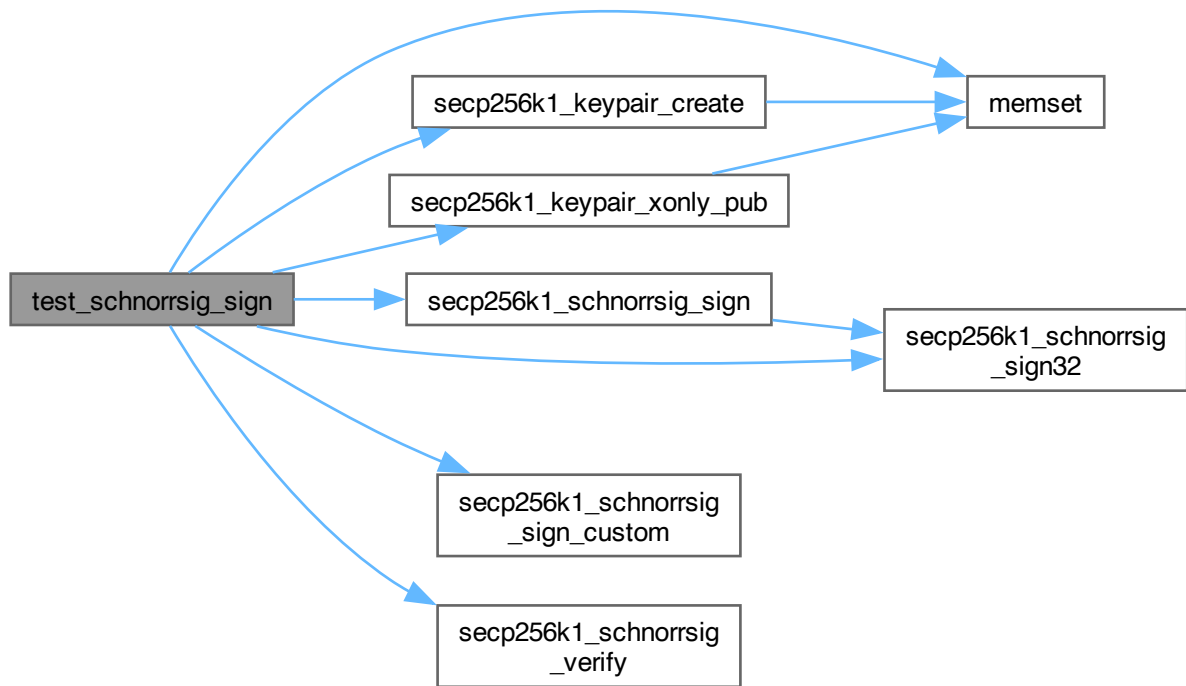 secp256k1_keypair_create
memset
secp256k1_keypair_xonly_pub
test_schnorrsig_sign
secp256k1_schnorrsig_sign
secp256k1_schnorrsig
_sign32
secp256k1_schnorrsig
_sign_custom
secp256k1_schnorrsig
_verify